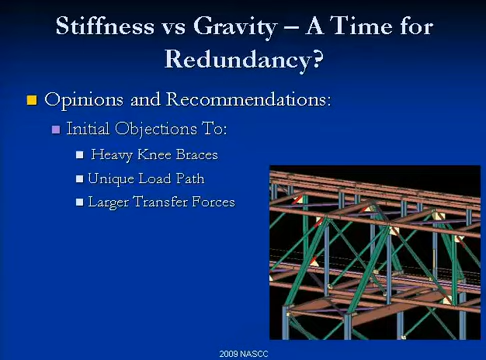 Stiffness vs Gravity – A Time for
Redundancy?
Opinions and Recommendations:
Initial Objections To:
Heavy Knee Braces
Unique Load Path
Larger Transfer Forces
2009 NASCC